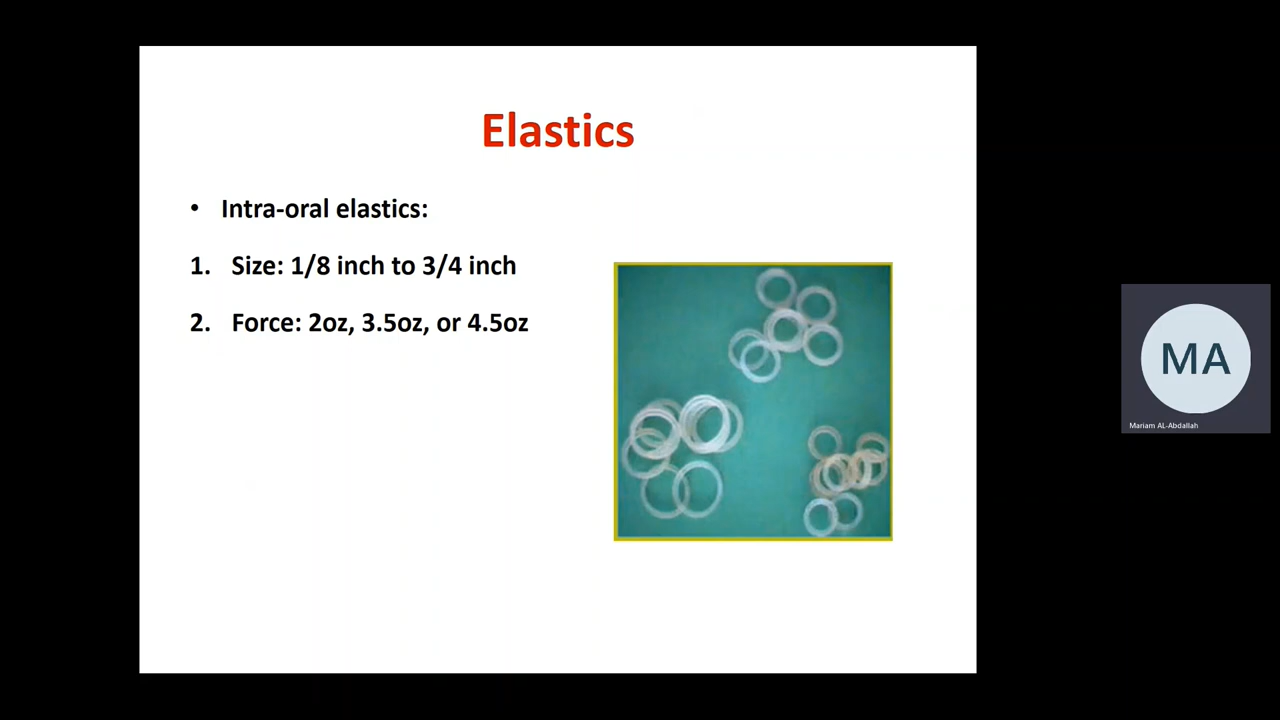 Elastics
• Intra-oral elastics:
1. Size: 1/8 inch to 3/4 inch
2. Force: 2oz, 3.5oz, or 4.5oz
MA
Mariam AL-Abdallah